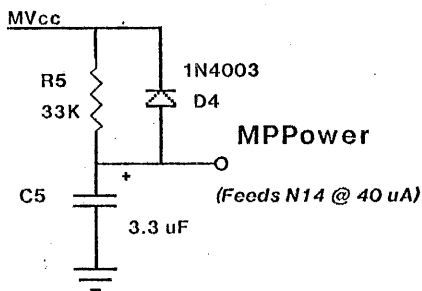 MVcc
R5
33K
1N4003
D4
MPPower
(Feeds N14 @ 40 uA)
+
C5
3.3 uF